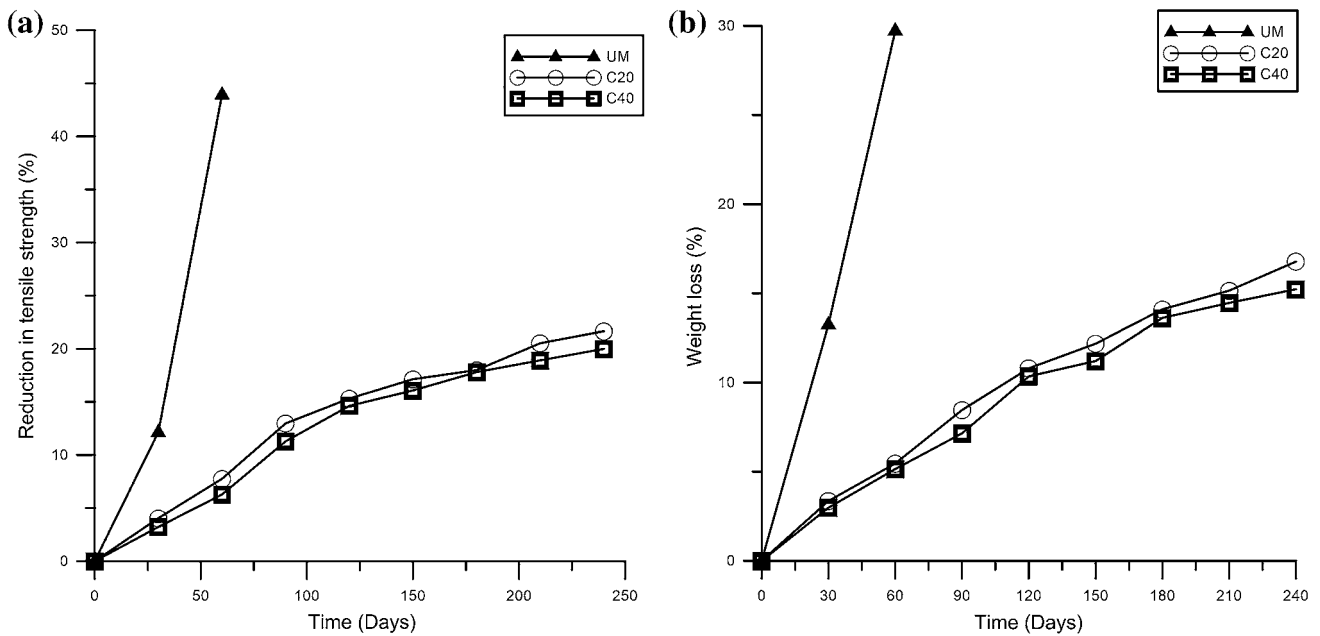 (a)
50
40
30
20
10
0
Reduction in tensile strength (%)
UM
C20
C40
0 50 100 150 200 250
Time (Days)
(b)
30
20
10
0
Weight loss (%)
UM
C20
C40
0 30 60 90 120 150 180 210 240
Time (Days)